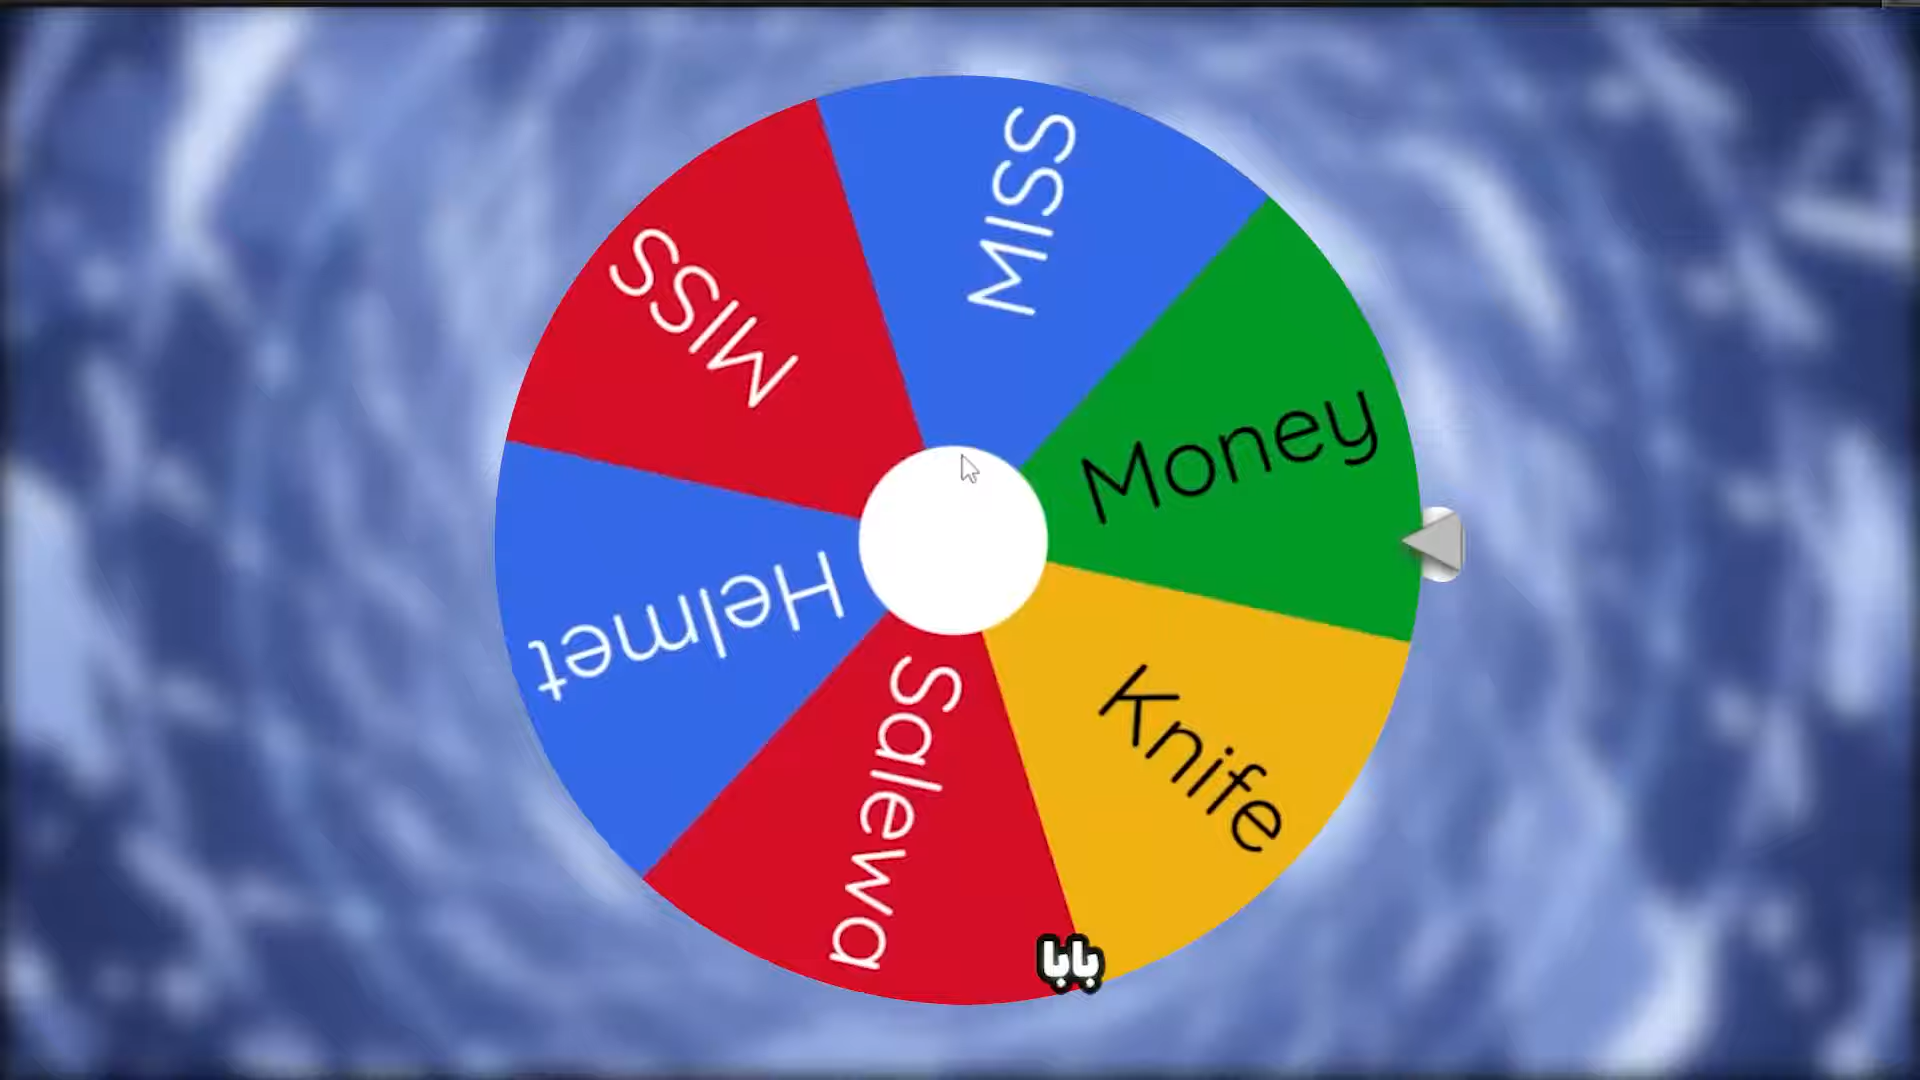 MISS
MISS
Money
Helmet
Knife
Salewa
بابا